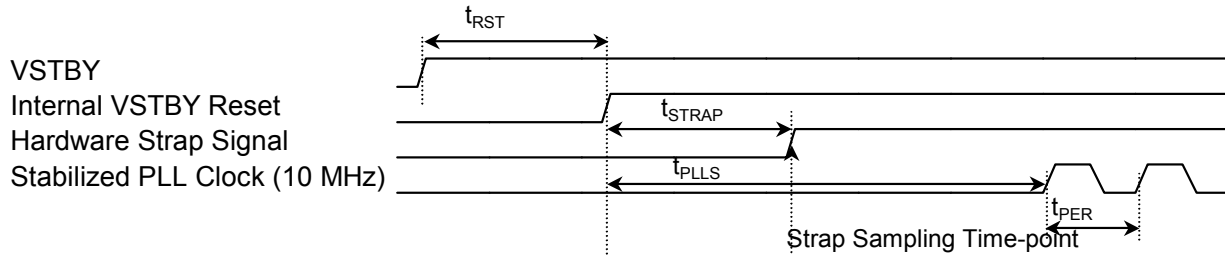 tRST
VSTBY
Internal VSTBY Reset
tSTRAP
Hardware Strap Signal
Stabilized PLL Clock (10 MHz)
tPLLS
tPER
Strap Sampling Time-point